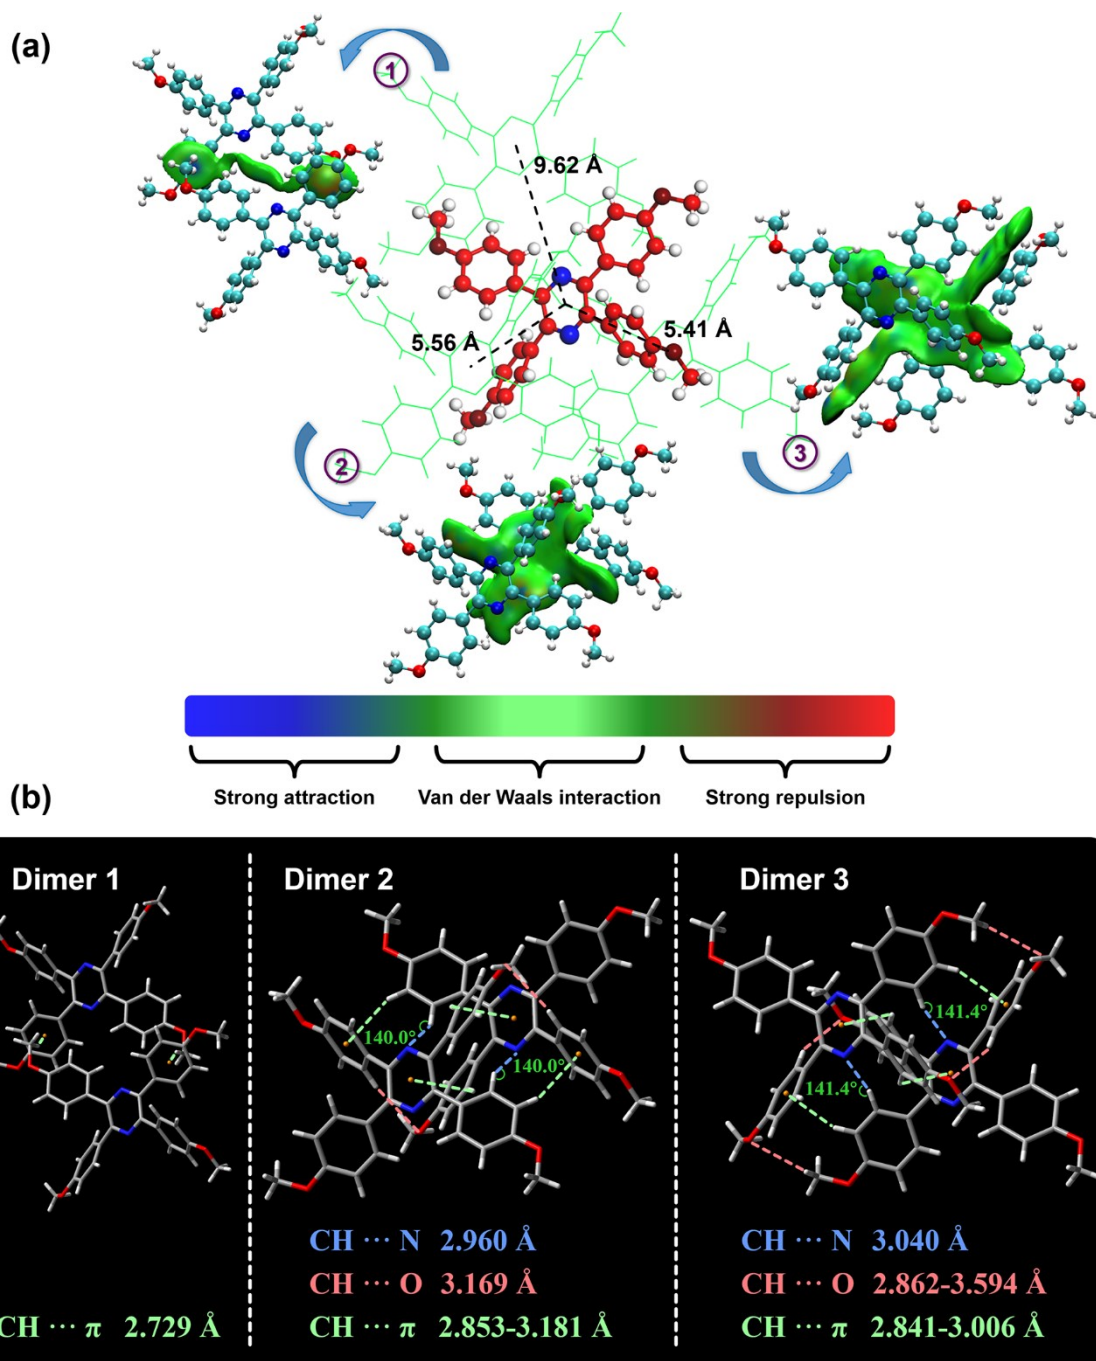 (a)
1
9.62 Å
5.56 Å
5.41 Å
2
3
Strong attraction
Van der Waals interaction
Strong repulsion
(b)
Dimer 1
Dimer 2
Dimer 3
140.0°
140.0°
141.4°
141.4°
CH ··· π 2.729 Å
CH ··· N 2.960 Å
CH ··· O 3.169 Å
CH ··· π 2.853-3.181 Å
CH ··· N 3.040 Å
CH ··· O 2.862-3.594 Å
CH ··· π 2.841-3.006 Å